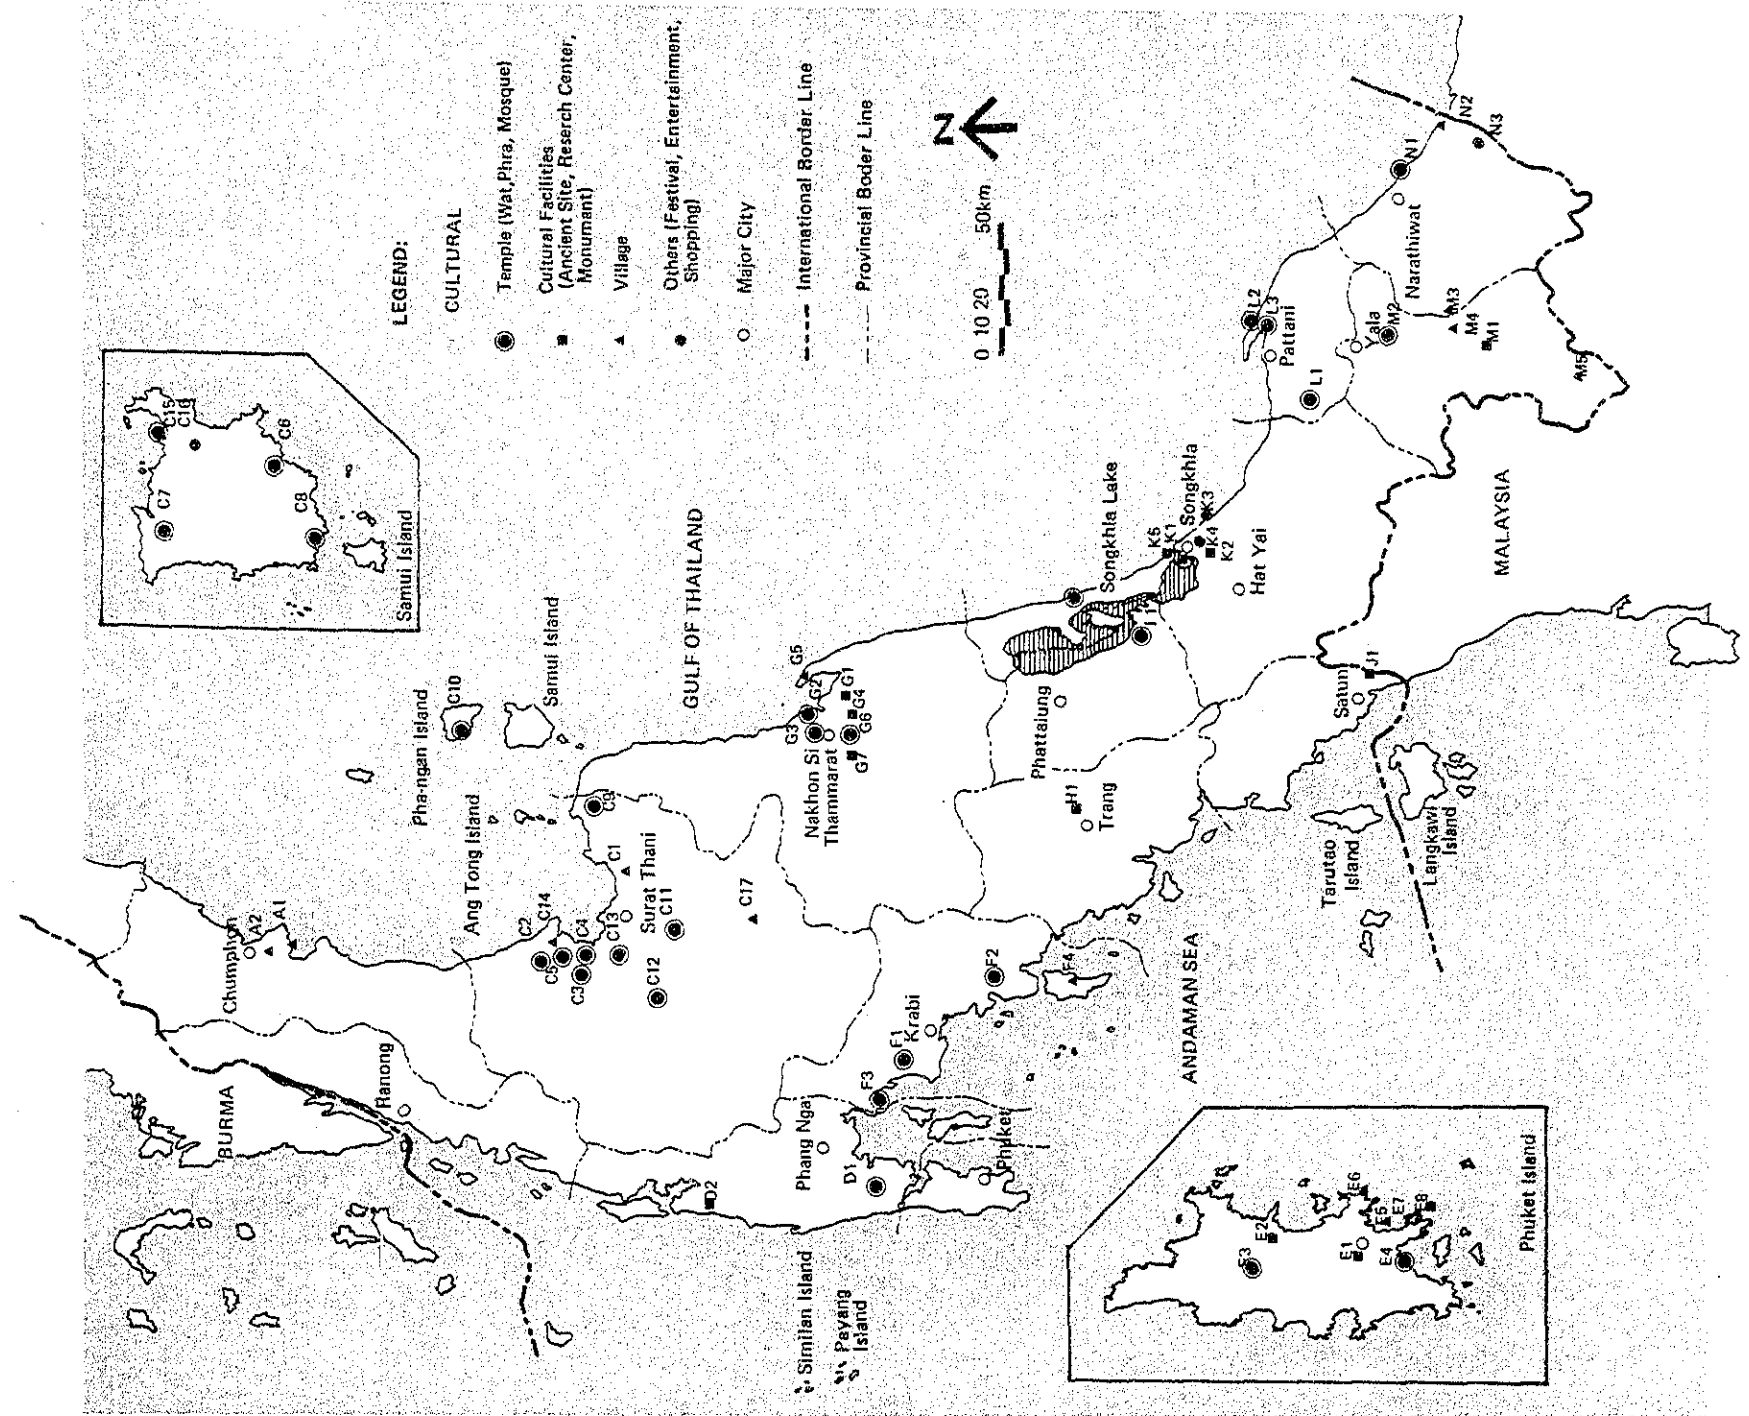 LEGEND:
CULTURAL
Temple (Wat,Phra, Mosque)
Cultural Facilities
(Ancient Site, Reserch Center,
Monumant)
Village
Others (Festival, Entertainment,
Shopping)
Major City
International Border Line
Provincial Boder Line
N
0 10 20 50km
C15
C16
C7
C6
C8
Samui Island
Pha-ngan Island
C10
Samui Island
Ang Tong Island
GULF OF THAILAND
Chumphon
A2
A1
BURMA
Ranong
C2
C14
C5
C4
C3
C13
C12
C11
Surat Thani
C1
C9
C17
G5
G2
G3
G1
G4
G6
G7
Nakhon Si
Thammarat
Phattalung
H1
Trang
Songkhla Lake
I1
K5
K1
Songkhla
K3
K4
K2
Hat Yai
L2
L3
Pattani
L1
Yala
M2
Narathiwat
N1
N2
N3
M3
M4
M1
M5
MALAYSIA
J1
Satun
Tarutao
Island
Langkawi
Island
ANDAMAN SEA
F4
F2
F1
Krabi
F3
Phang Nga
D1
D2
Phuket
Similan Island
Payang
Island
E3
E2
E1
E4
E6
E5
E7
E8
Phuket Island